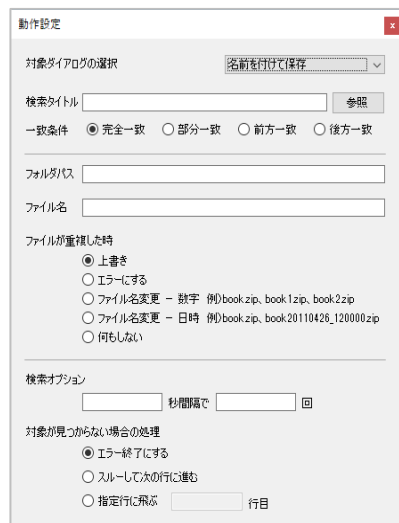 動作設定
x
対象ダイアログの選択 名前を付けて保存
検索タイトル 参照
一致条件 完全一致 部分一致 前方一致 後方一致
フォルダパス
ファイル名
ファイルが重複した時
上書き
エラーにする
ファイル名変更 - 数字 例)book.zip、book1.zip、book2.zip
ファイル名変更 - 日時 例)book.zip、book20110426_120000.zip
何もしない
検索オプション
秒間隔で 回
対象が見つからない場合の処理
エラー終了にする
スルーして次の行に進む
指定行に飛ぶ 行目